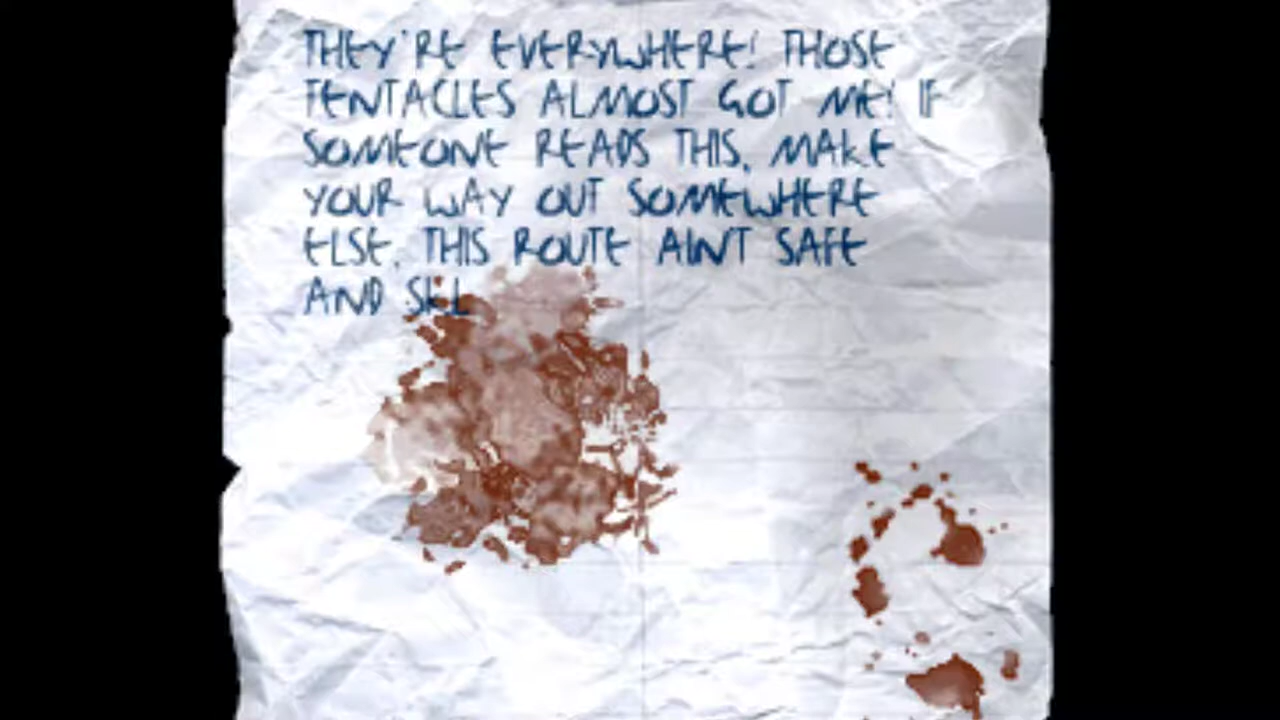 THEY'RE EVERYWHERE! THOSE
TENTACLES ALMOST GOT ME! IF
SOMEONE READS THIS, MAKE
YOUR WAY OUT SOMEWHERE
ELSE. THIS ROUTE AINT SAFE
AND